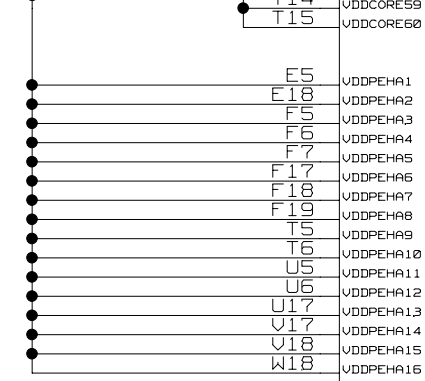 T14 VDDCORE59
T15 VDDCORE60
E5 VDDPEHA1
E18 VDDPEHA2
F5 VDDPEHA3
F6 VDDPEHA4
F7 VDDPEHA5
F17 VDDPEHA6
F18 VDDPEHA7
F19 VDDPEHA8
T5 VDDPEHA9
T6 VDDPEHA10
U5 VDDPEHA11
U6 VDDPEHA12
U17 VDDPEHA13
V17 VDDPEHA14
V18 VDDPEHA15
W18 VDDPEHA16